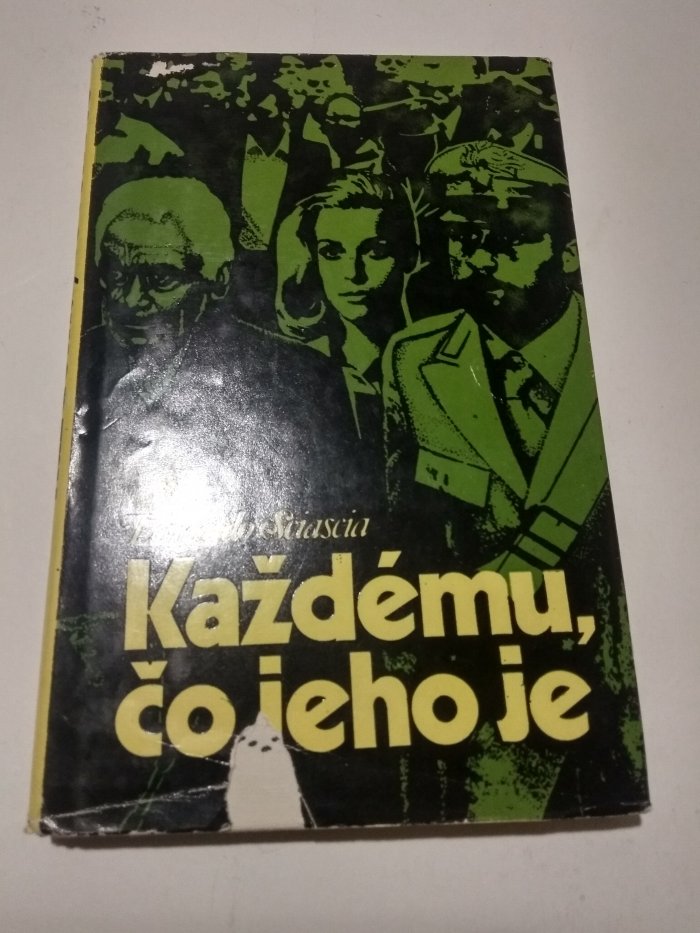 Sciascia
Každému,
čo jeho je